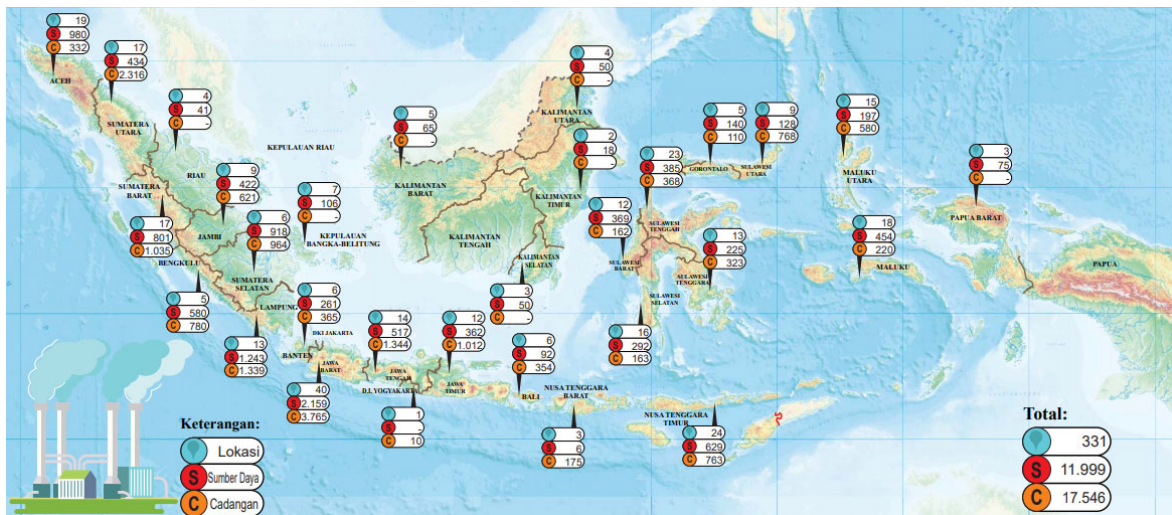 19
S 980
C 332
ACEH
17
S 434
C 2.316
SUMATERA
UTARA
4
S 41
C -
RIAU
KEPULAUAN RIAU
SUMATERA
BARAT
17
S 801
C 1.035
9
S 422
C 621
JAMBI
6
S 918
C 964
SUMATERA
SELATAN
7
S 106
C -
KEPULAUAN
BANGKA-BELITUNG
BENGKULU
5
S 580
C 780
LAMPUNG
13
S 1.243
C 1.339
6
S 261
C 365
DKI JAKARTA
BANTEN
JAWA
BARAT
40
S 2.159
C 3.765
14
S 517
C 1.344
JAWA
TENGAH
D.I. YOGYAKARTA
1
S -
C 10
12
S 362
C 1.012
JAWA
TIMUR
6
S 92
C 354
BALI
NUSA TENGGARA
BARAT
3
S 6
C 175
NUSA TENGGARA
TIMUR
24
S 629
C 763
5
S 65
C -
KALIMANTAN
BARAT
KALIMANTAN
TENGAH
3
S 50
C -
KALIMANTAN
SELATAN
4
S 50
C -
KALIMANTAN
UTARA
2
S 18
C -
KALIMANTAN
TIMUR
23
S 385
C 368
SULAWESI
TENGAH
12
S 369
C 162
SULAWESI
BARAT
16
S 292
C 163
SULAWESI
SELATAN
13
S 225
C 323
SULAWESI
TENGGARA
5
S 140
C 110
GORONTALO
9
S 128
C 768
SULAWESI
UTARA
15
S 197
C 580
MALUKU
UTARA
18
S 454
C 220
MALUKU
3
S 75
C -
PAPUA BARAT
PAPUA
Keterangan:
Lokasi
S Sumber Daya
C Cadangan
Total:
331
S 11.999
C 17.546